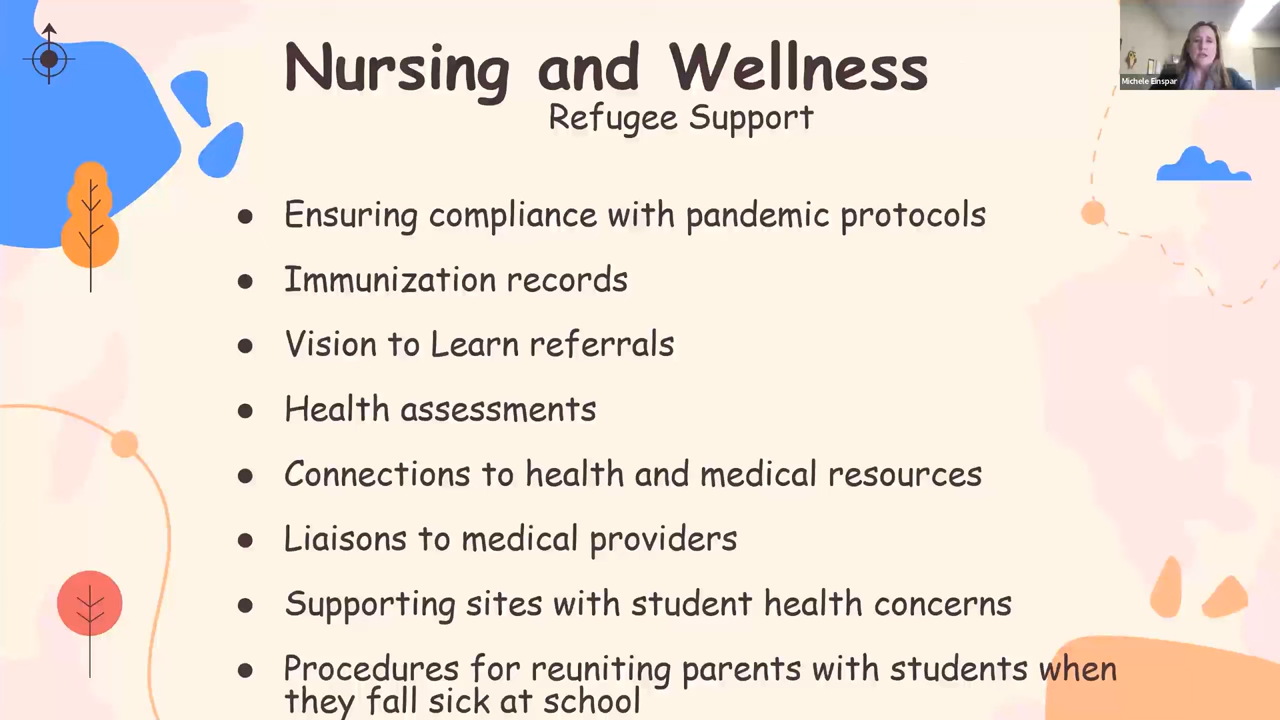 Nursing and Wellness
Refugee Support
Michele Einspar
● Ensuring compliance with pandemic protocols
● Immunization records
● Vision to Learn referrals
● Health assessments
● Connections to health and medical resources
● Liaisons to medical providers
● Supporting sites with student health concerns
● Procedures for reuniting parents with students when
they fall sick at school